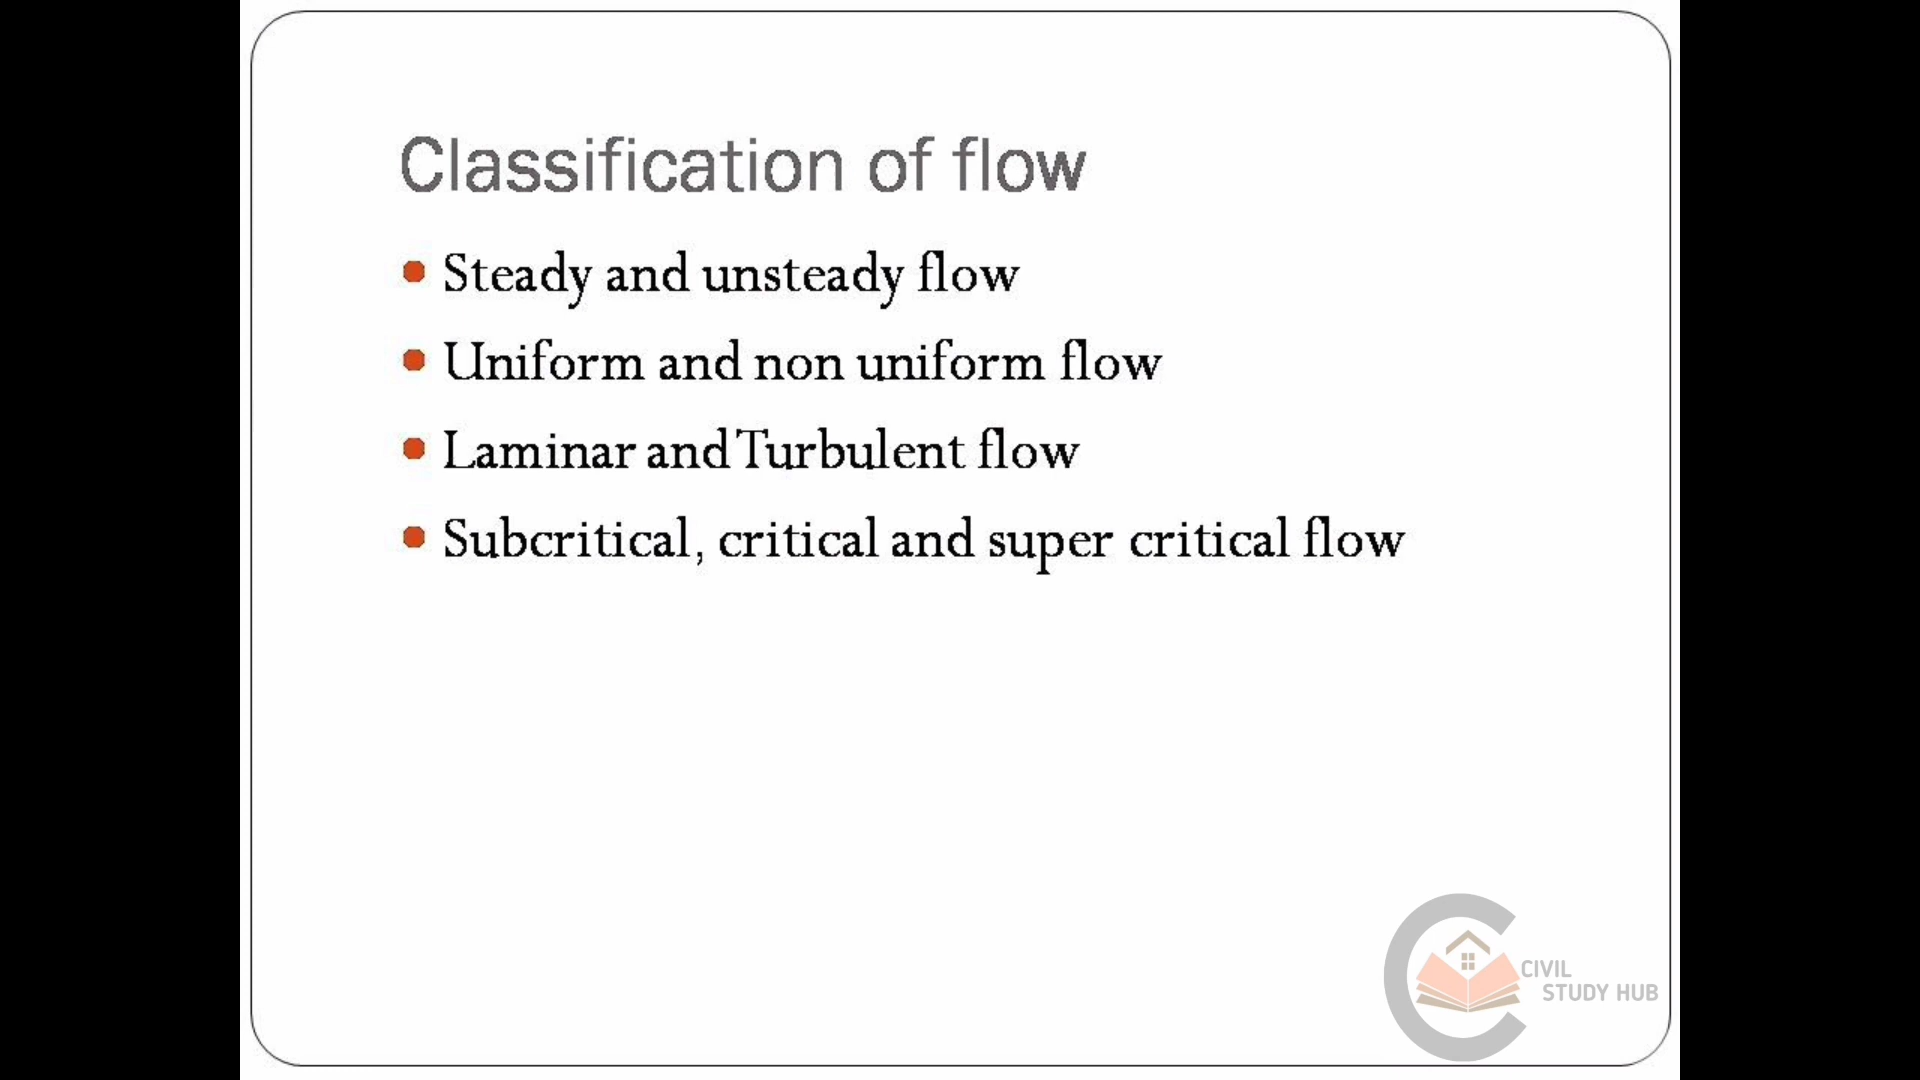 Classification of flow
Steady and unsteady flow
Uniform and non uniform flow
Laminar and Turbulent flow
Subcritical, critical and super critical flow
CIVIL
STUDY HUB